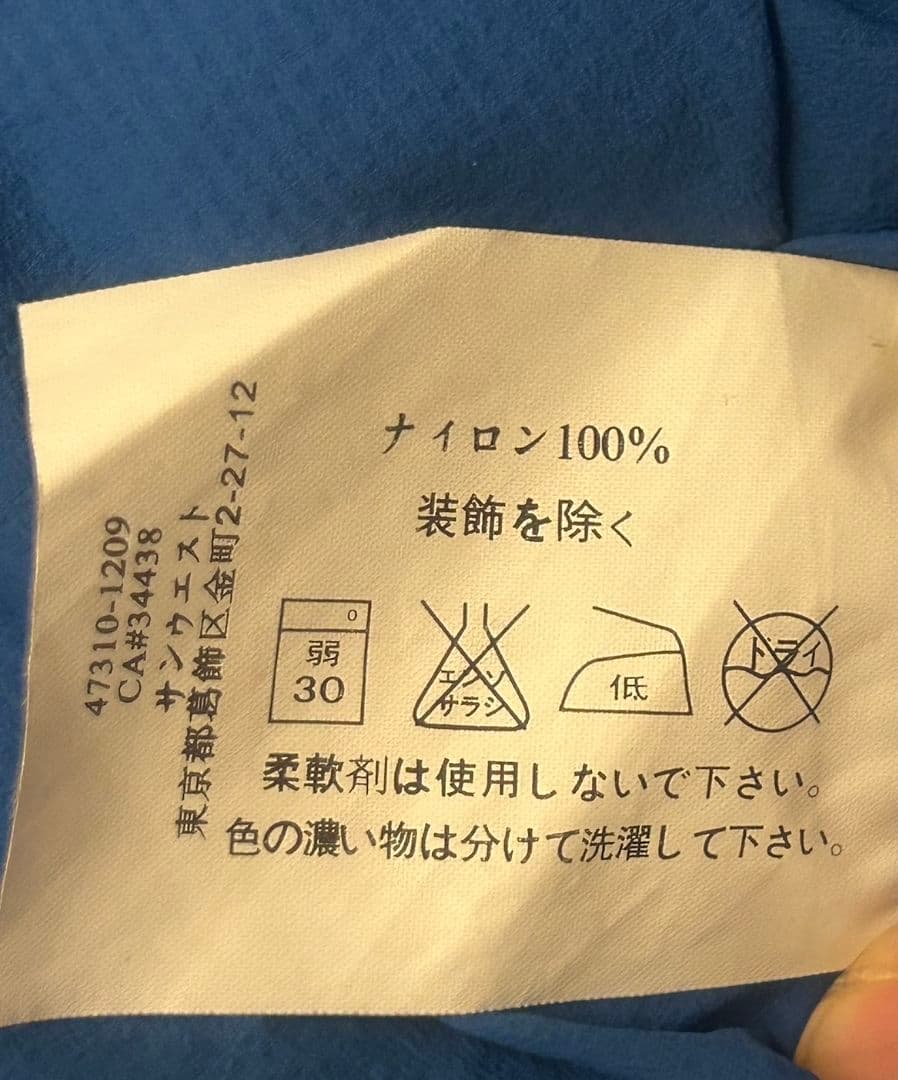 ナイロン100%
装飾を除く
弱
30
エンソ
サラシ
低
ドライ
柔軟剤は使用しないで下さい。
色の濃い物は分けて洗濯して下さい。
47310-1209
CA#34438
サンウエスト
東京都葛飾区金町2-27-12